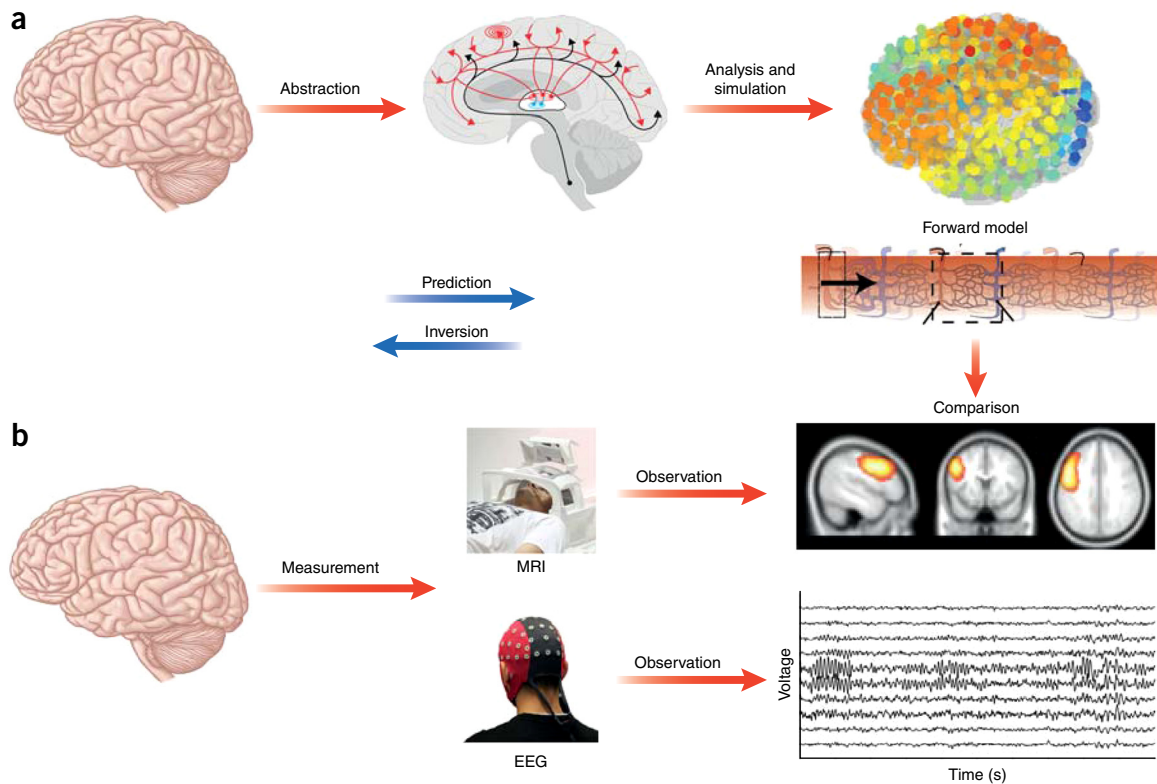 a
Abstraction
Analysis and
simulation
Forward model
Prediction
Inversion
Comparison
b
Measurement
MRI
Observation
EEG
Observation
Voltage
Time (s)